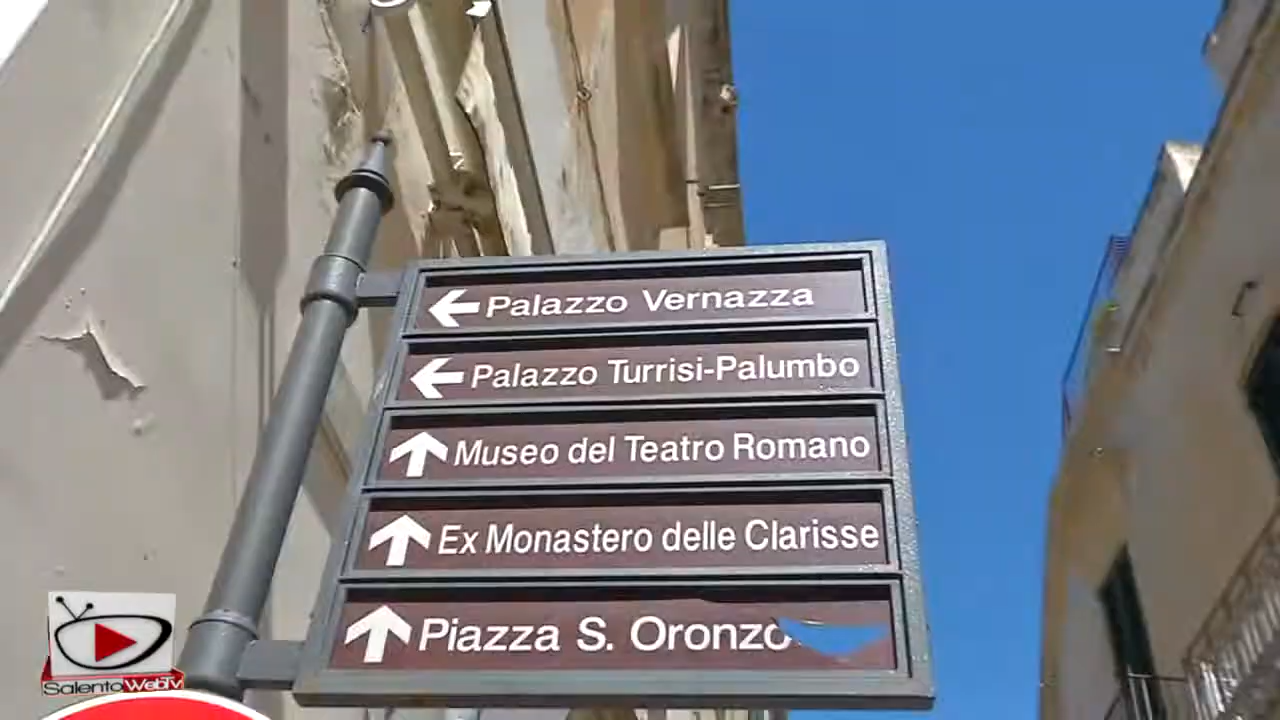 Palazzo Vernazza
Palazzo Turrisi-Palumbo
Museo del Teatro Romano
Ex Monastero delle Clarisse
Piazza S. Oronzo
SalentoWebTv